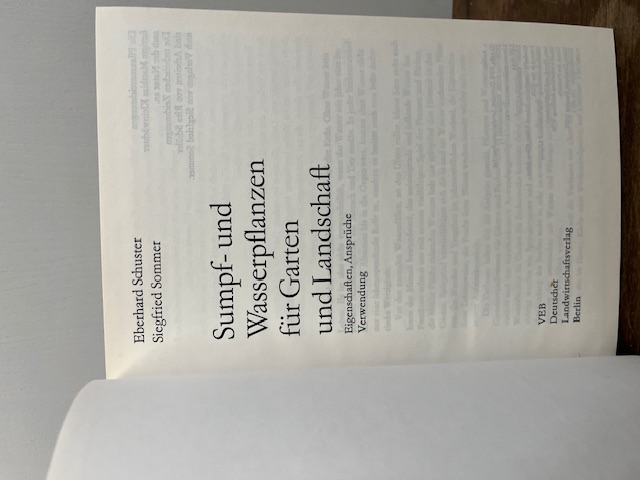 Eberhard Schuster
Siegfried Sommer
Sumpf- und
Wasserpflanzen
für Garten
und Landschaft
Eigenschaften, Ansprüche
Verwendung
VEB
Deutscher
Landwirtschaftsverlag
Berlin